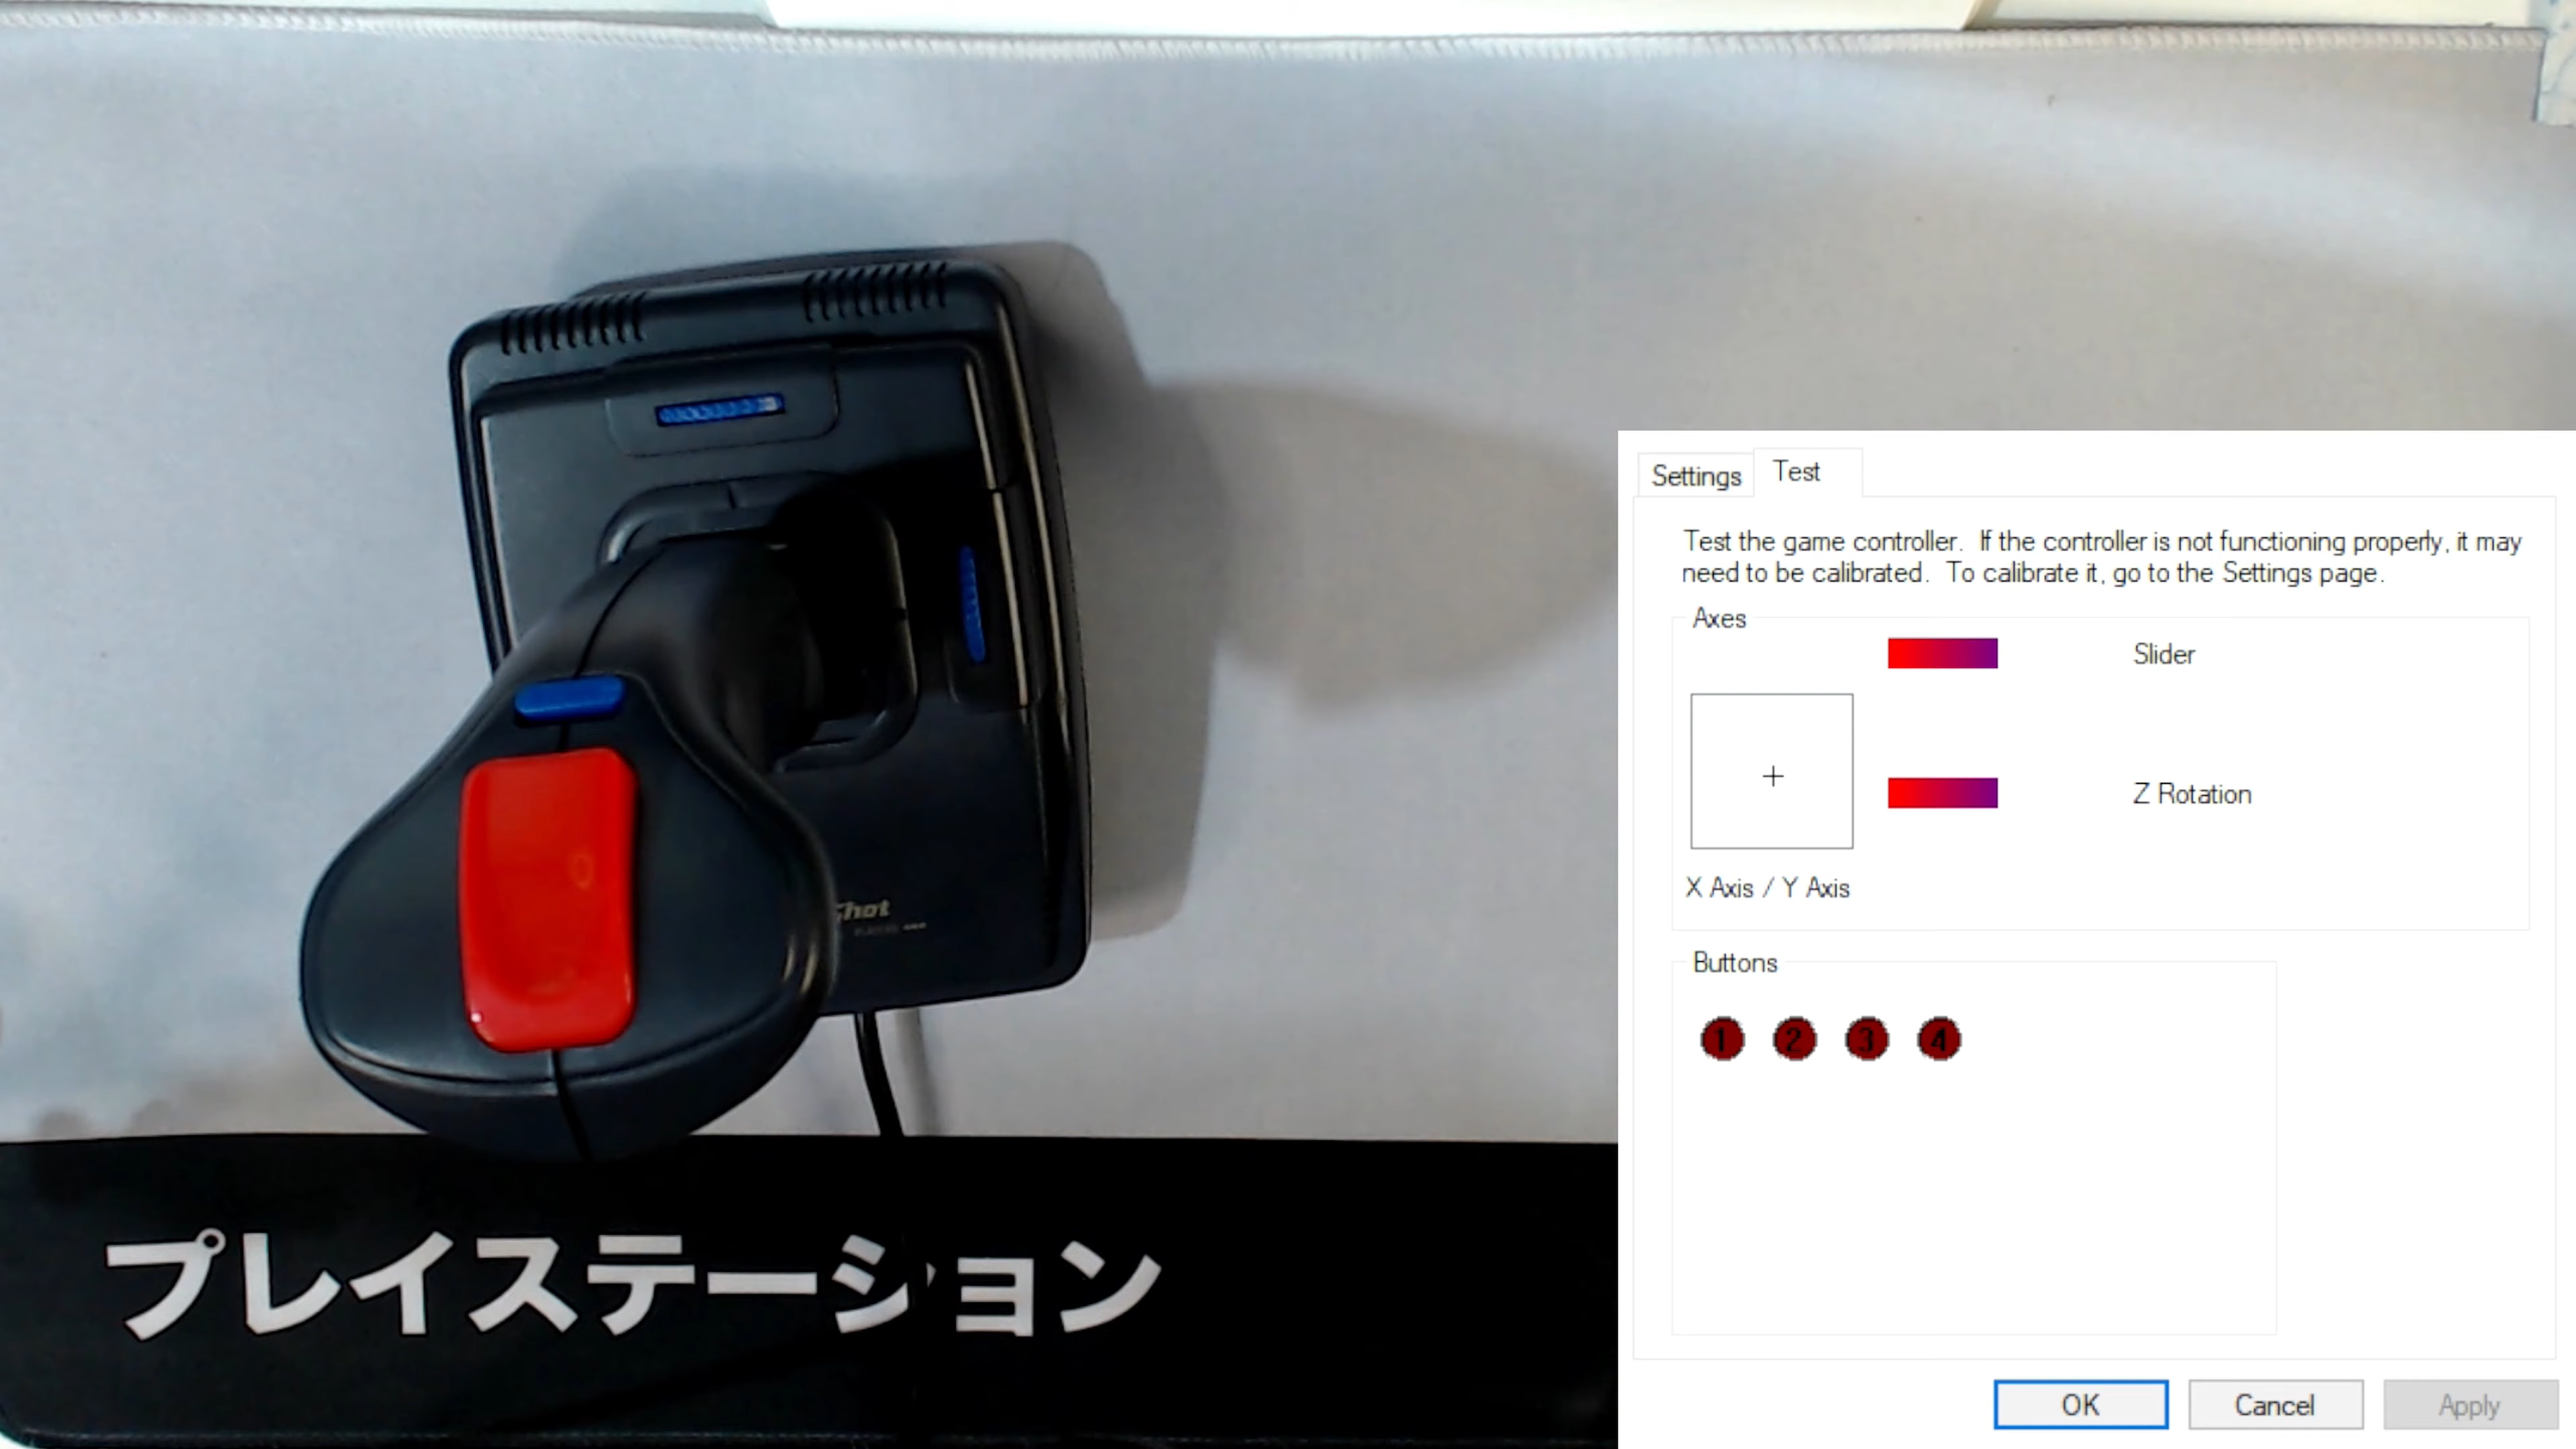 Shot
プレイステーション
Settings
Test
Test the game controller. If the controller is not functioning properly, it may
need to be calibrated. To calibrate it, go to the Settings page.
Axes
Slider
Z Rotation
X Axis / Y Axis
Buttons
1 2 3 4
OK
Cancel
Apply